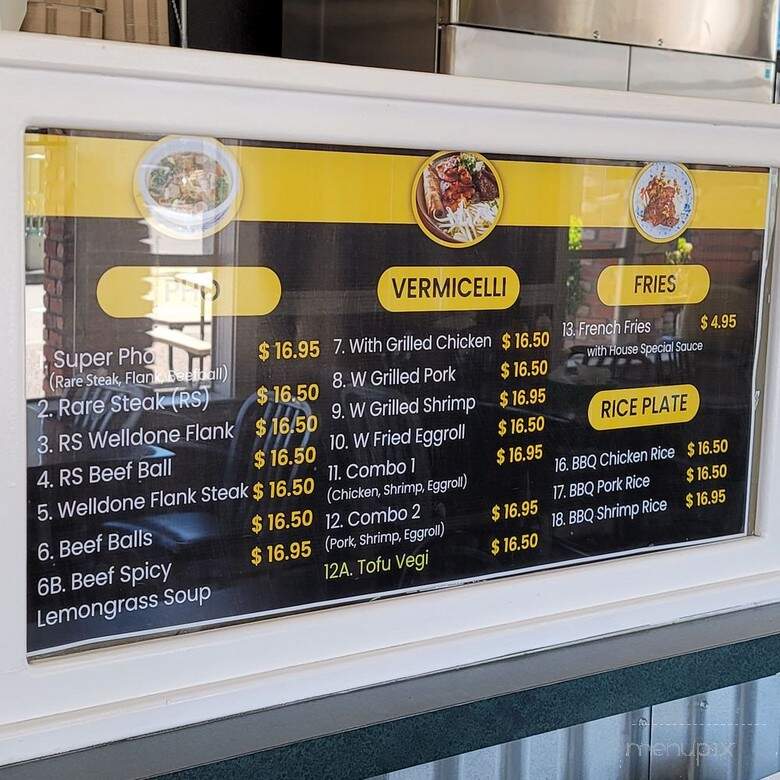 PHO
1. Super Pho $ 16.95
(Rare Steak, Flank, Beefball)
2. Rare Steak (RS) $ 16.50
3. RS Welldone Flank $ 16.50
4. RS Beef Ball $ 16.50
5. Welldone Flank Steak $ 16.50
6. Beef Balls $ 16.50
6B. Beef Spicy $ 16.95
Lemongrass Soup
VERMICELLI
7. With Grilled Chicken $ 16.50
8. W Grilled Pork $ 16.50
9. W Grilled Shrimp $ 16.95
10. W Fried Eggroll $ 16.50
11. Combo 1 $ 16.95
(Chicken, Shrimp, Eggroll)
12. Combo 2 $ 16.95
(Pork, Shrimp, Eggroll)
12A. Tofu Vegi $ 16.50
FRIES
13. French Fries $ 4.95
with House Special Sauce
RICE PLATE
16. BBQ Chicken Rice $ 16.50
17. BBQ Pork Rice $ 16.50
18. BBQ Shrimp Rice $ 16.95
menupix